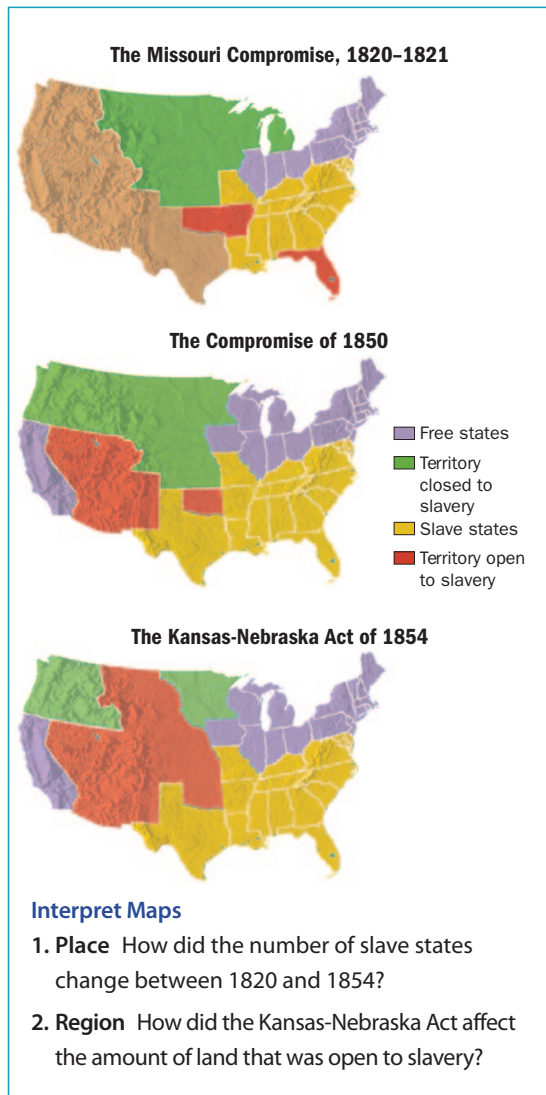 The Missouri Compromise, 1820–1821
The Compromise of 1850
Free states
Territory
closed to
slavery
Slave states
Territory open
to slavery
The Kansas-Nebraska Act of 1854
Interpret Maps
1. Place How did the number of slave states
change between 1820 and 1854?
2. Region How did the Kansas-Nebraska Act affect
the amount of land that was open to slavery?